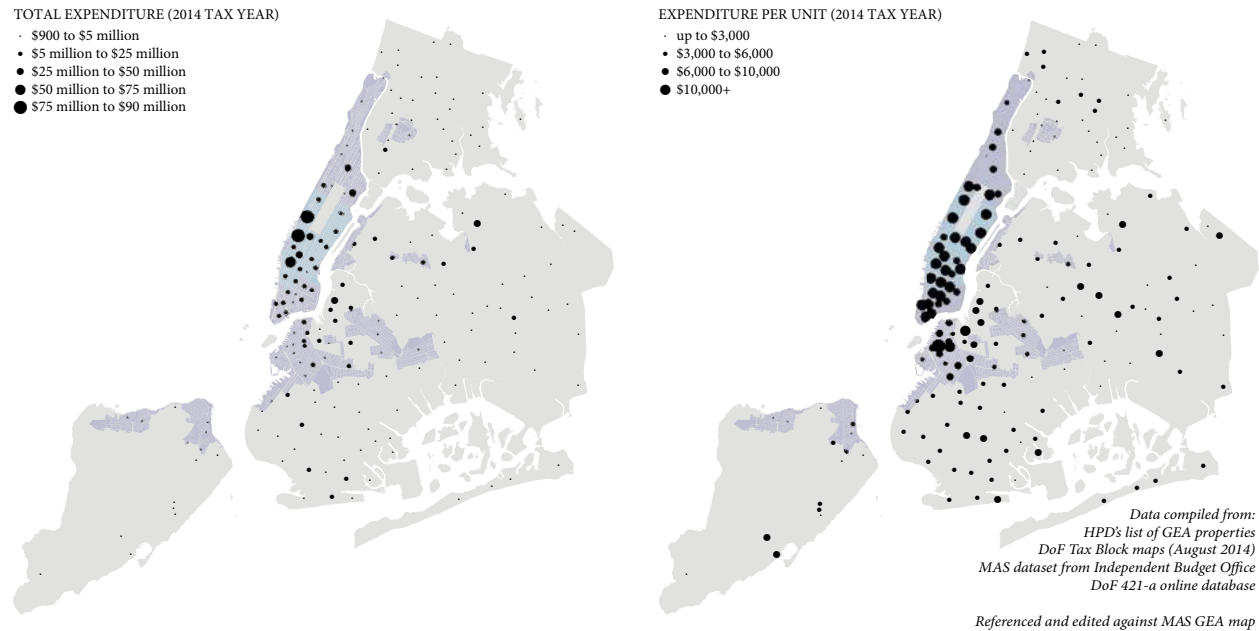 TOTAL EXPENDITURE (2014 TAX YEAR)
$900 to $5 million
$5 million to $25 million
$25 million to $50 million
$50 million to $75 million
$75 million to $90 million
EXPENDITURE PER UNIT (2014 TAX YEAR)
up to $3,000
$3,000 to $6,000
$6,000 to $10,000
$10,000+
Data compiled from:
HPD's list of GEA properties
DoF Tax Block maps (August 2014)
MAS dataset from Independent Budget Office
DoF 421-a online database
Referenced and edited against MAS GEA map